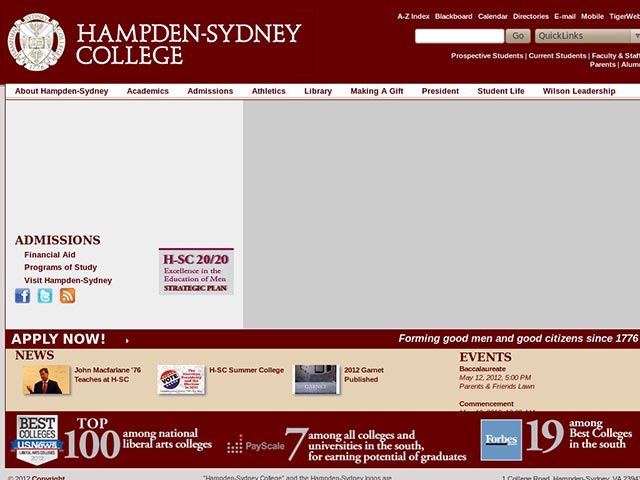 HAMPDEN-SYDNEY
COLLEGE
1776
A-Z Index Blackboard Calendar Directories E-mail Mobile TigerWeb
Go QuickLinks
Prospective Students | Current Students | Faculty & Staff
Parents | Alum
About Hampden-Sydney Academics Admissions Athletics Library Making A Gift President Student Life Wilson Leadership
ADMISSIONS
Financial Aid
Programs of Study
Visit Hampden-Sydney
H-SC 20/20
Excellence in the
Education of Men
STRATEGIC PLAN
APPLY NOW!
Forming good men and good citizens since 1776
NEWS
John Macfarlane '76
Teaches at H-SC
VOTE
H-SC Summer College
GARNET
2012 Garnet
Published
EVENTS
Baccalaureate
May 12, 2012, 5:00 PM
Parents & Friends Lawn
Commencement
BEST
COLLEGES
U.S.News
LIBERAL ARTS COLLEGES
2012
TOP
100
among national
liberal arts colleges
PayScale
7
among all colleges and
universities in the south,
for earning potential of graduates
Forbes
19
among
Best Colleges
in the south
© 2012 Copyright
"Hampden-Sydney College" and the Hampden-Sydney logos are
1 College Road, Hampden-Sydney, VA 2394